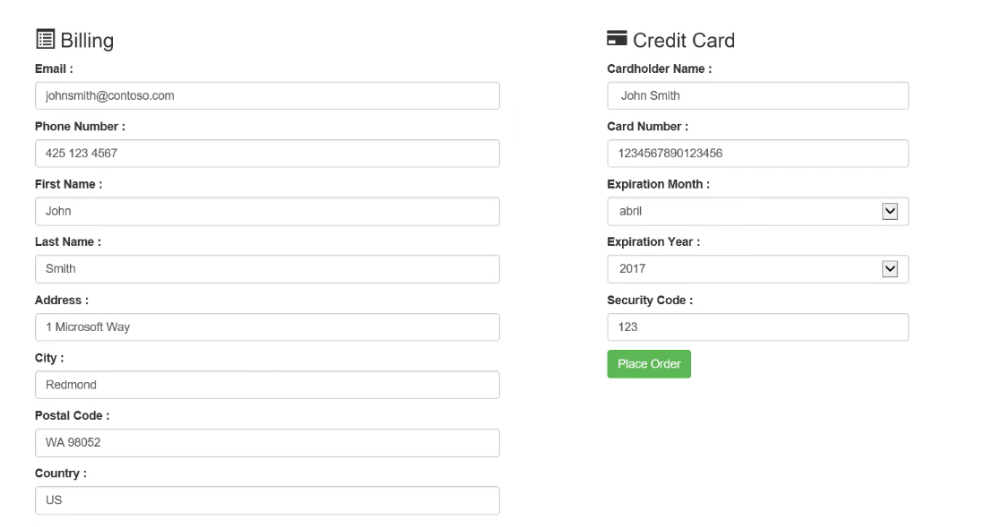 Billing
Email :
johnsmith@contoso.com
Phone Number :
425 123 4567
First Name :
John
Last Name :
Smith
Address :
1 Microsoft Way
City :
Redmond
Postal Code :
WA 98052
Country :
US
Credit Card
Cardholder Name :
John Smith
Card Number :
1234567890123456
Expiration Month :
abril
Expiration Year :
2017
Security Code :
123
Place Order